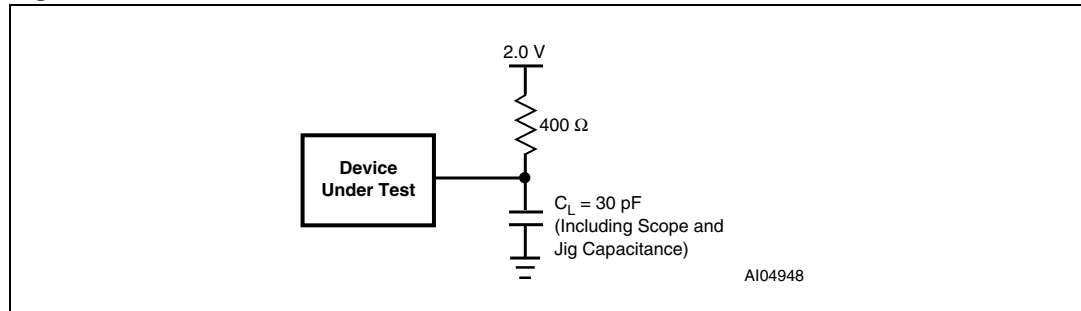 2.0 V
400 Ω
Device
Under Test
C_L = 30 pF
(Including Scope and
Jig Capacitance)
AI04948